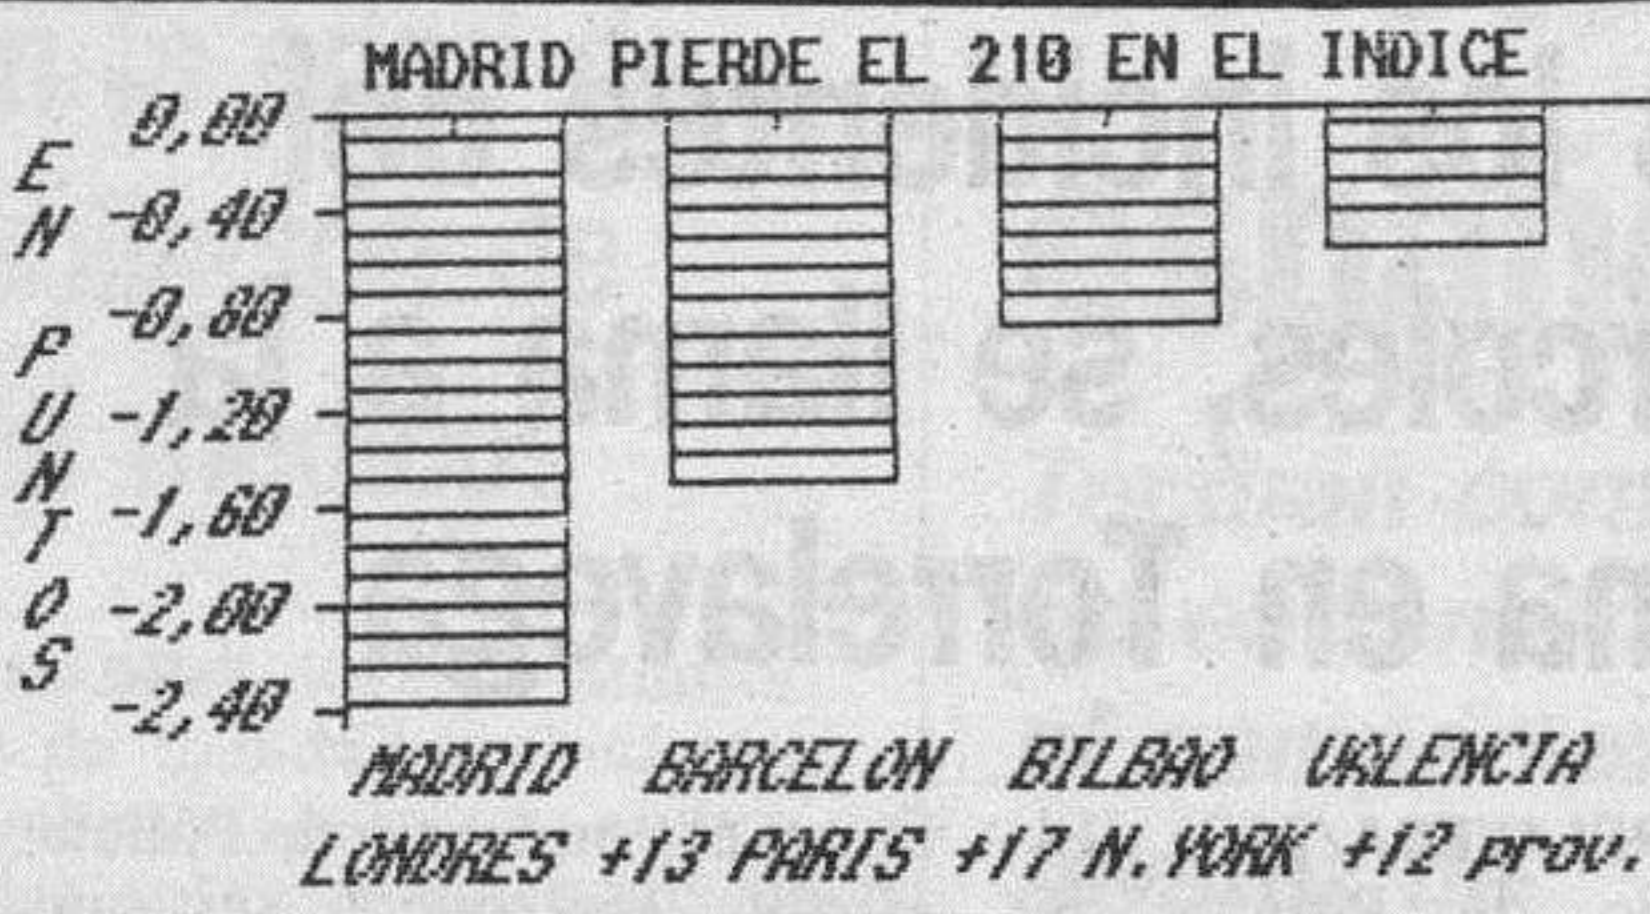 MADRID PIERDE EL 210 EN EL INDICE
EN PUNTOS
0,00
-0,40
-0,80
-1,20
-1,60
-2,00
-2,40
MADRID BARCELON BILBAO VALENCIA
LONDRES +13 PARIS +17 N.YORK +12 prov.